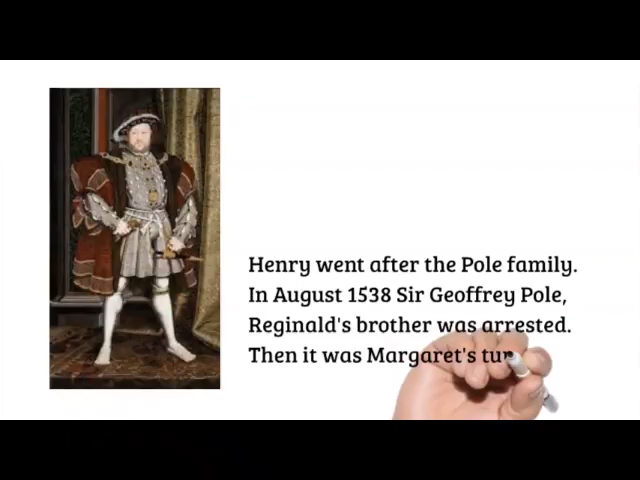 Henry went after the Pole family.
In August 1538 Sir Geoffrey Pole,
Reginald's brother was arrested.
Then it was Margaret's